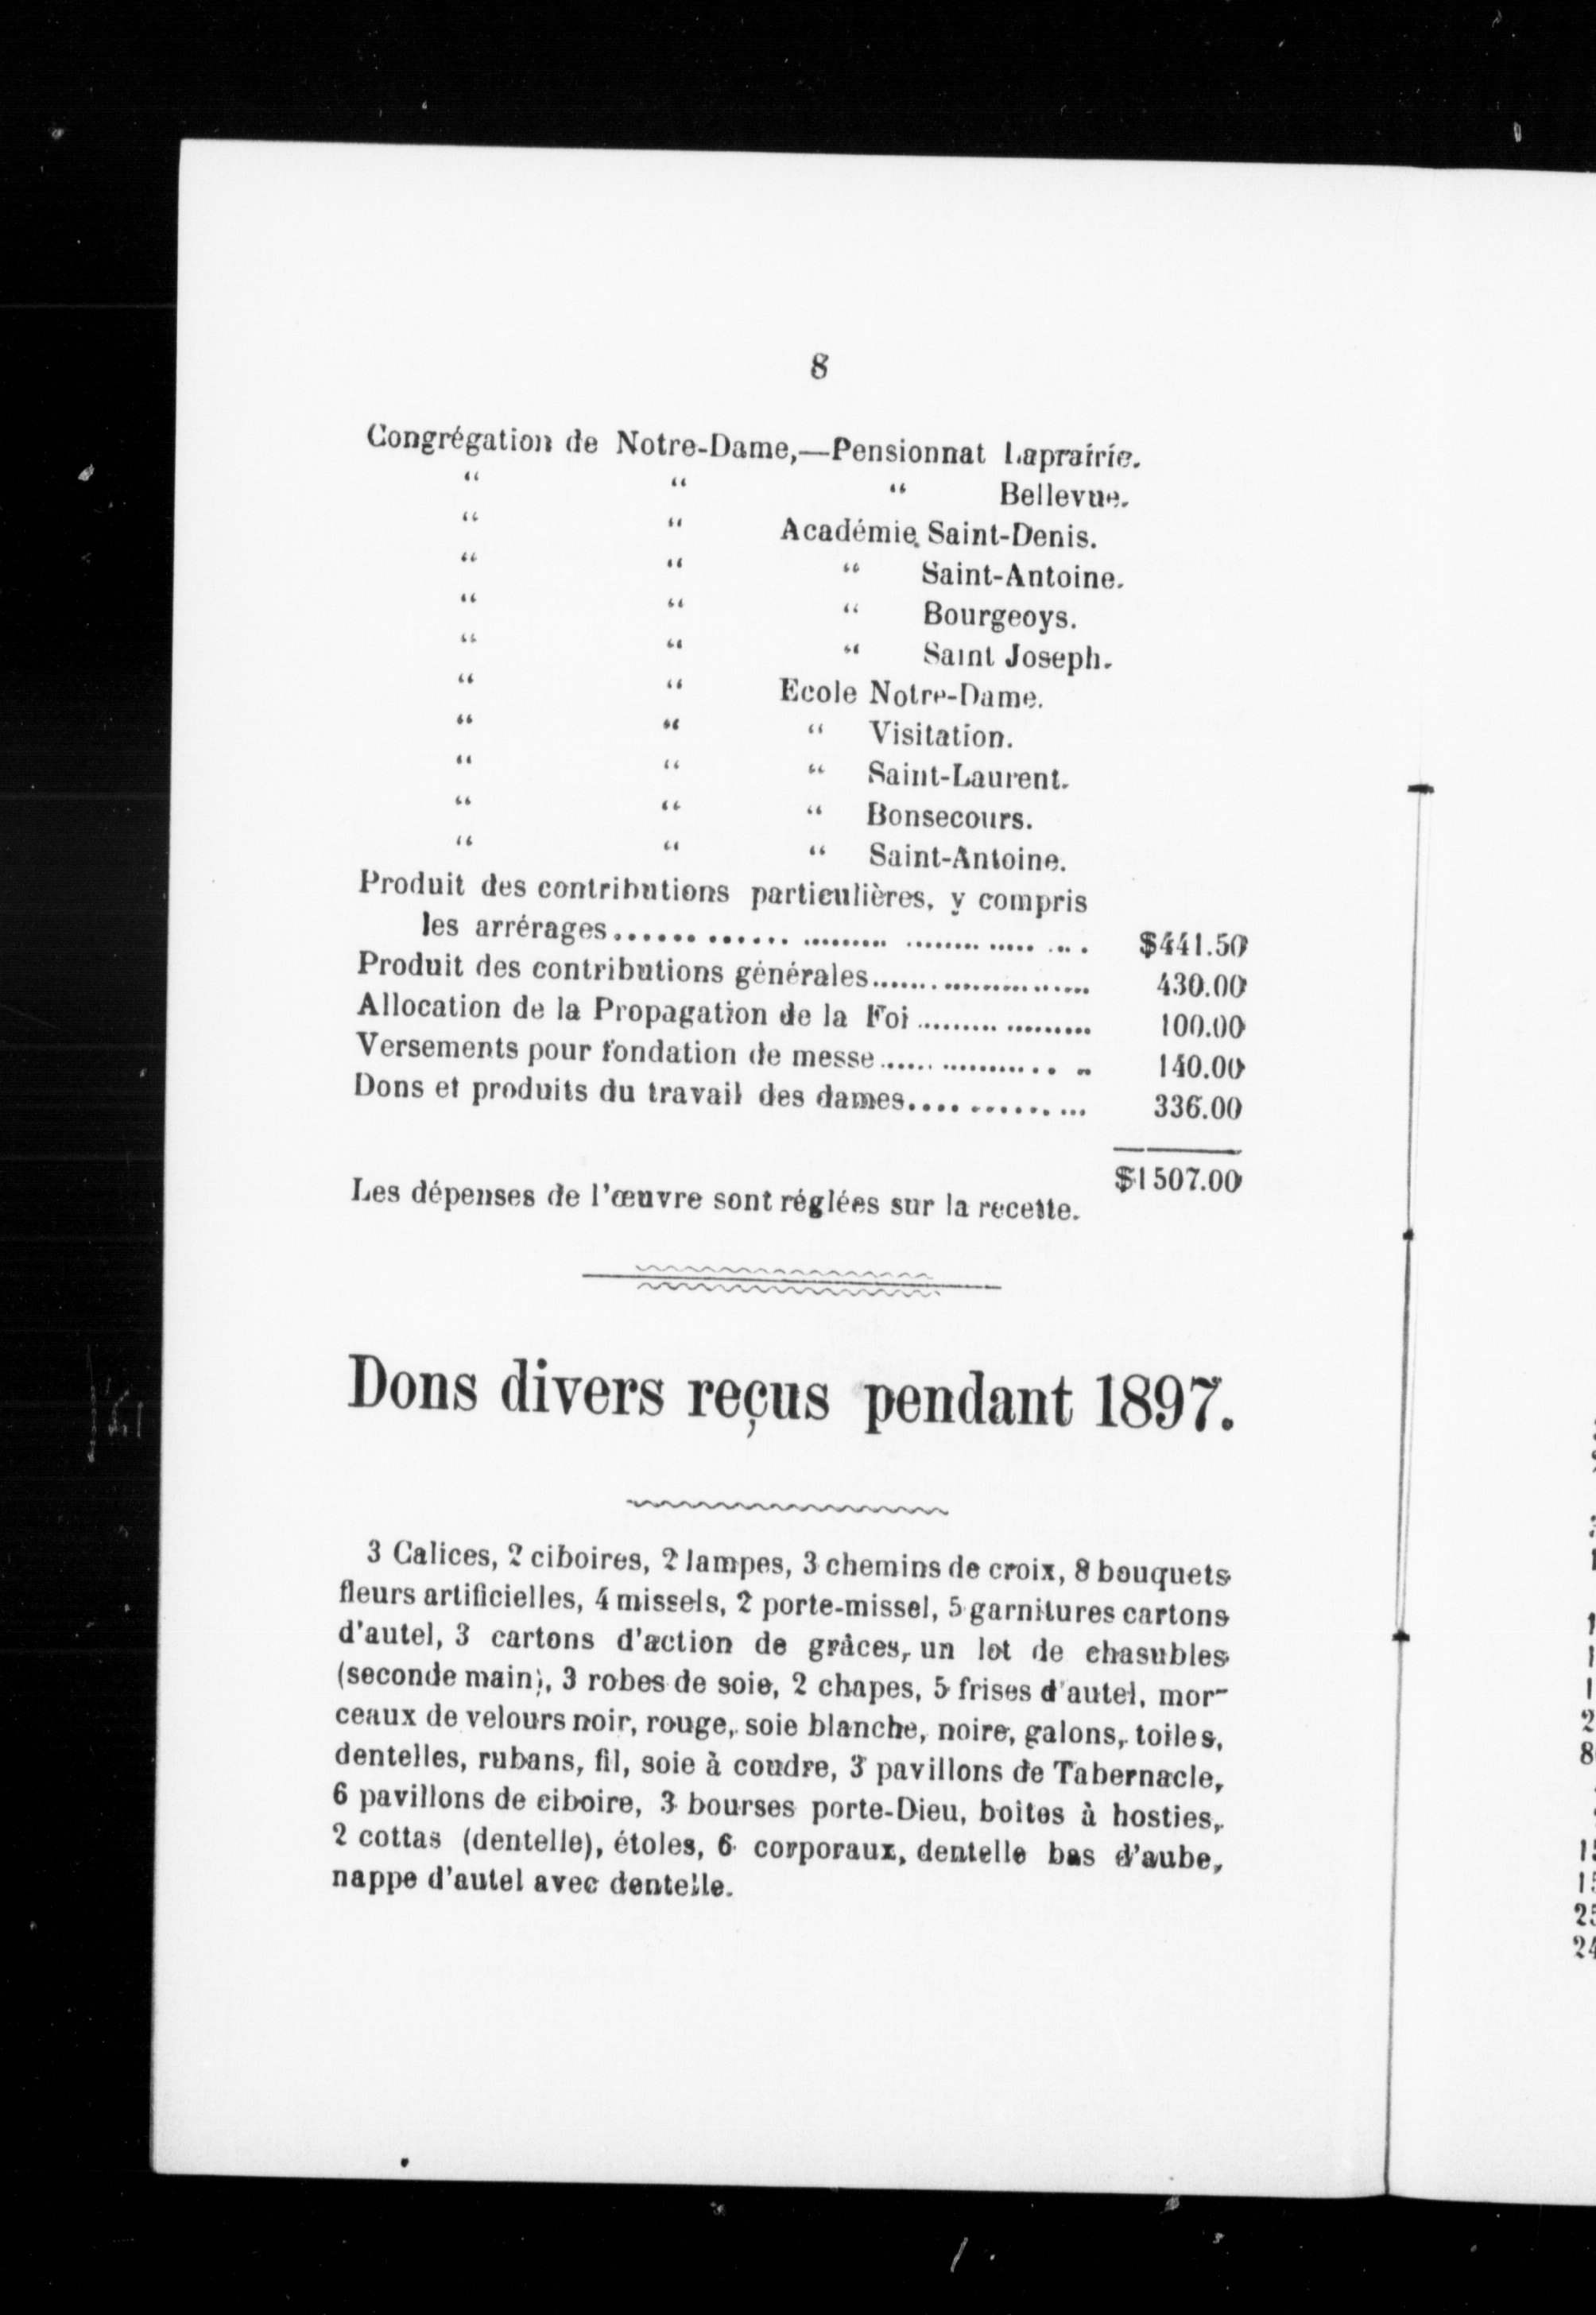 8
Congrégation de Notre-Dame,—Pensionnat Laprairie.
“ “ “ Bellevue.
“ “ Académie Saint-Denis.
“ “ “ Saint-Antoine.
“ “ “ Bourgeoys.
“ “ “ Saint Joseph.
“ “ Ecole Notre-Dame.
“ “ “ Visitation.
“ “ “ Saint-Laurent.
“ “ “ Bonsecours.
“ “ “ Saint-Antoine.
Produit des contributions particulières, y compris
les arrérages.................................... $441.50
Produit des contributions générales...................... 430.00
Allocation de la Propagation de la Foi.................. 100.00
Versements pour fondation de messe.................... 140.00
Dons et produits du travail des dames............... 336.00
$1507.00
Les dépenses de l'œuvre sont réglées sur la recette.
Dons divers reçus pendant 1897.
3 Calices, 2 ciboires, 2 lampes, 3 chemins de croix, 8 bouquets
fleurs artificielles, 4 missels, 2 porte-missel, 5 garnitures cartons
d'autel, 3 cartons d'action de grâces, un lot de chasubles
(seconde main), 3 robes de soie, 2 chapes, 5 frises d'autel, mor-
ceaux de velours noir, rouge, soie blanche, noire, galons, toiles,
dentelles, rubans, fil, soie à coudre, 3 pavillons de Tabernacle,
6 pavillons de ciboire, 3 bourses porte-Dieu, boites à hosties,
2 cottas (dentelle), étoles, 6 corporaux, dentelle bas d'aube,
nappe d'autel avec dentelle.